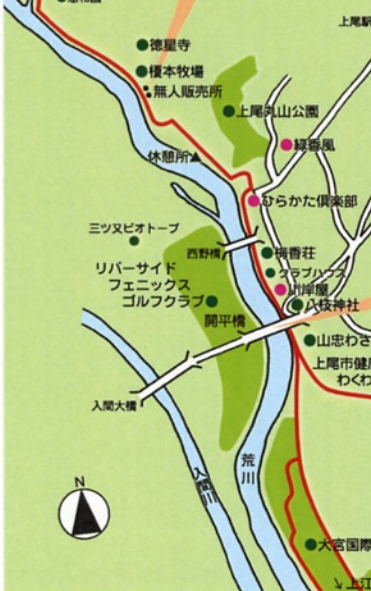 上尾駅
徳星寺
榎本牧場
無人販売所
上尾丸山公園
緑香風
休憩所
ひらかた倶楽部
三ツ又ビオトープ
西野橋
梅香荘
クラブハウス
リバーサイド
フェニックス
ゴルフクラブ
川岸屋
八枝神社
開平橋
山忠わさ
上尾市健康
わくわ
入間大橋
荒川
入間川
N
大宮国際
上江